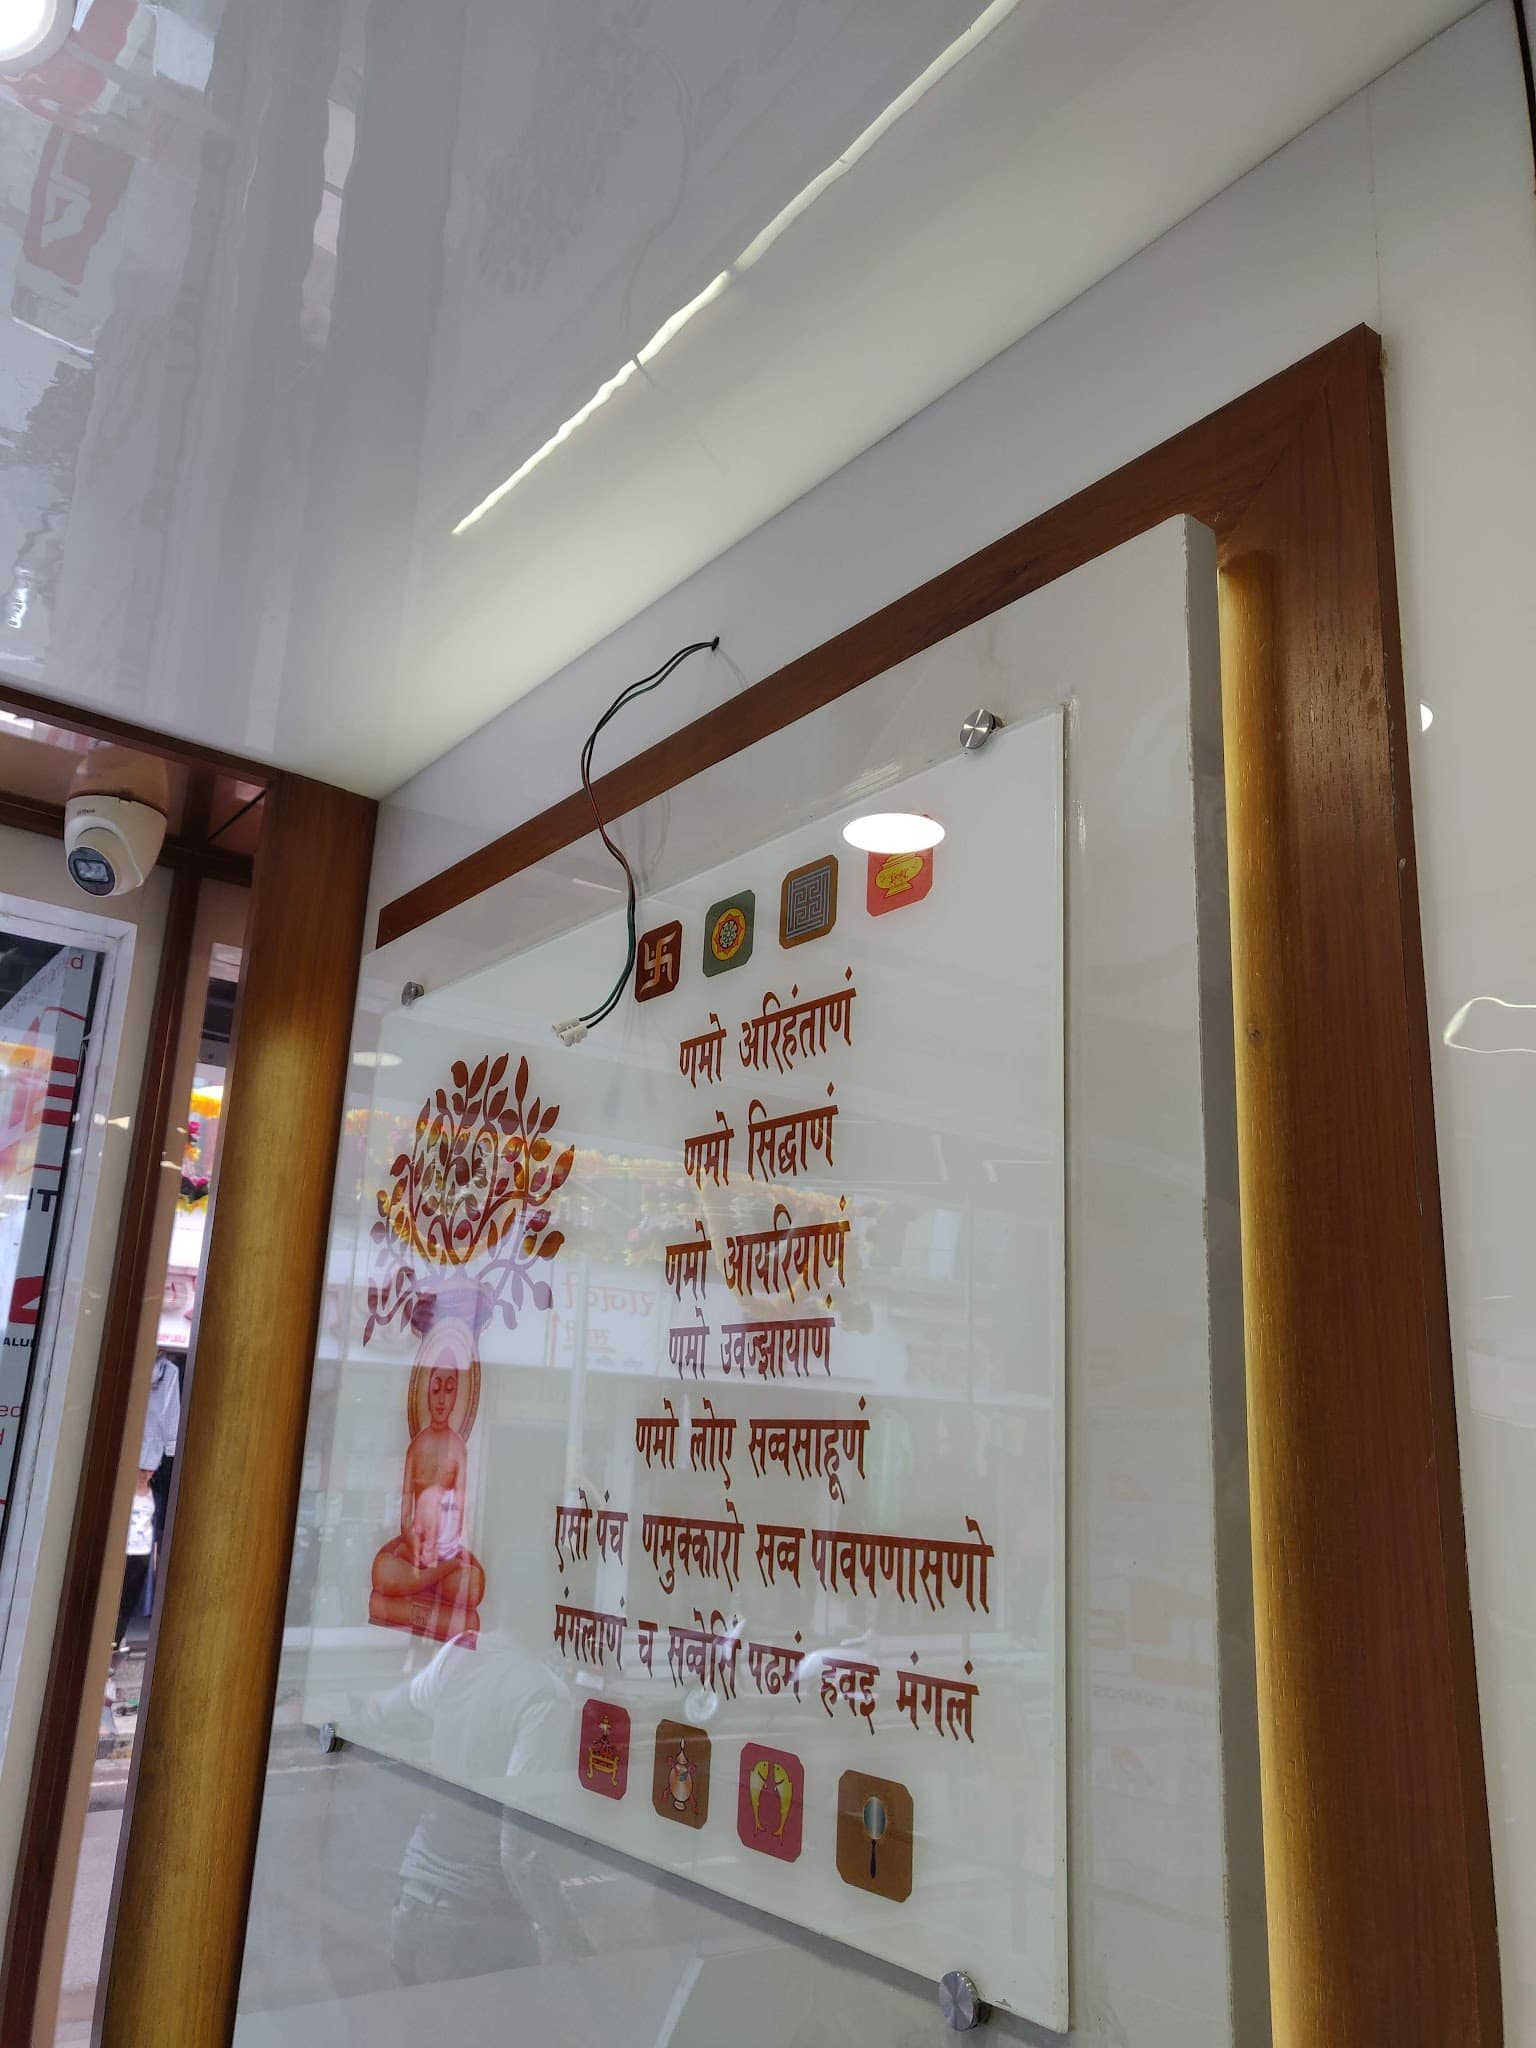 णमो अरिहंताणं
णमो सिद्धाणं
णमो आयरियाणं
णमो उवज्झायाणं
णमो लोए सव्वसाहूणं
एसो पंच णमुक्कारो सव्व पावपणासणो
मंगलाणं च सव्वेसिं पढमं हवइ मंगलं